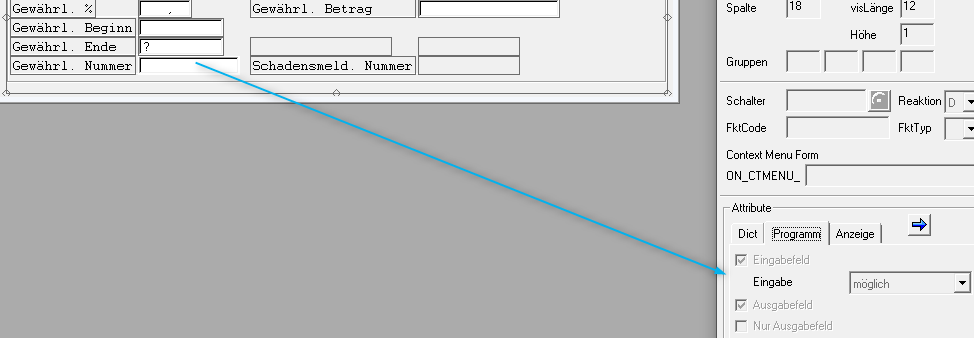 Gewährl. % , Gewährl. Betrag
Gewährl. Beginn
Gewährl. Ende ?
Gewährl. Nummer Schadensmeld. Nummer
Spalte 18 visLänge 12
Höhe 1
Gruppen
Schalter Reaktion D
FktCode FktTyp
Context Menu Form
ON_CTMENU_
Attribute
Dict Programm Anzeige
Eingabefeld
Eingabe möglich
Ausgabefeld
Nur Ausgabefeld